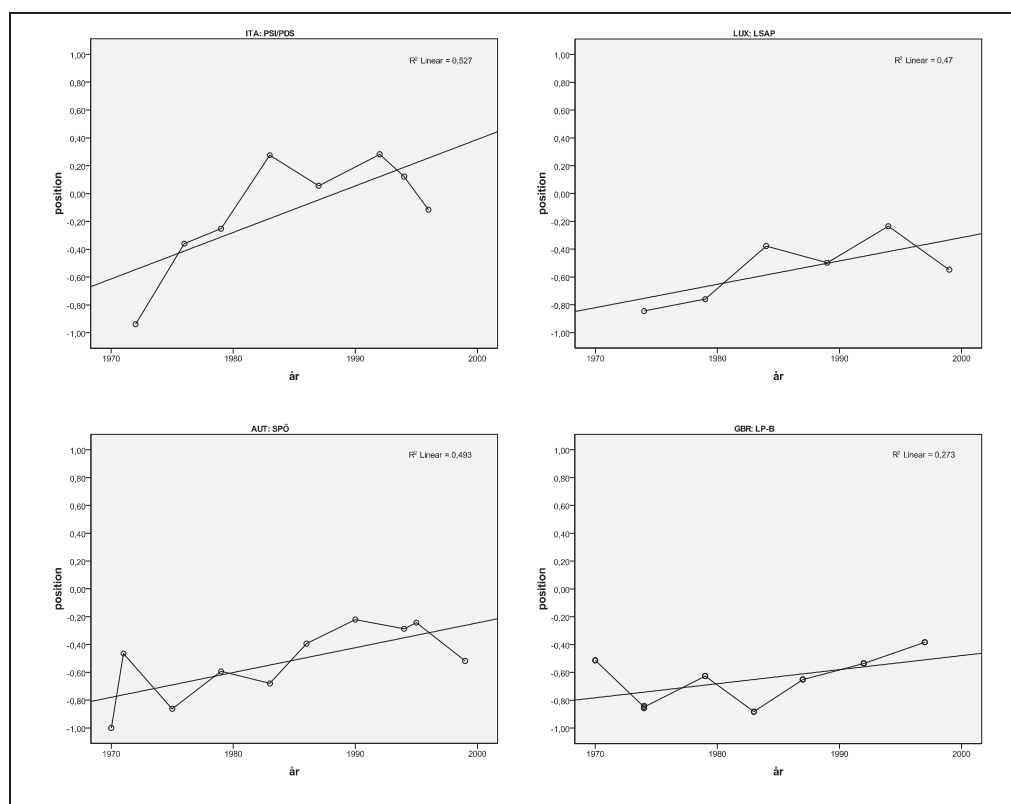 ITA: PSI/PDS
R² Linear = 0,527
1,00
0,80
0,60
0,40
0,20
0,00
-0,20
-0,40
-0,60
-0,80
-1,00
position
1970 1980 1990 2000
år
LUX: LSAP
R² Linear = 0,47
1,00
0,80
0,60
0,40
0,20
0,00
-0,20
-0,40
-0,60
-0,80
-1,00
position
1970 1980 1990 2000
år
AUT: SPÖ
R² Linear = 0,493
1,00
0,80
0,60
0,40
0,20
0,00
-0,20
-0,40
-0,60
-0,80
-1,00
position
1970 1980 1990 2000
år
GBR: LP-B
R² Linear = 0,273
1,00
0,80
0,60
0,40
0,20
0,00
-0,20
-0,40
-0,60
-0,80
-1,00
position
1970 1980 1990 2000
år